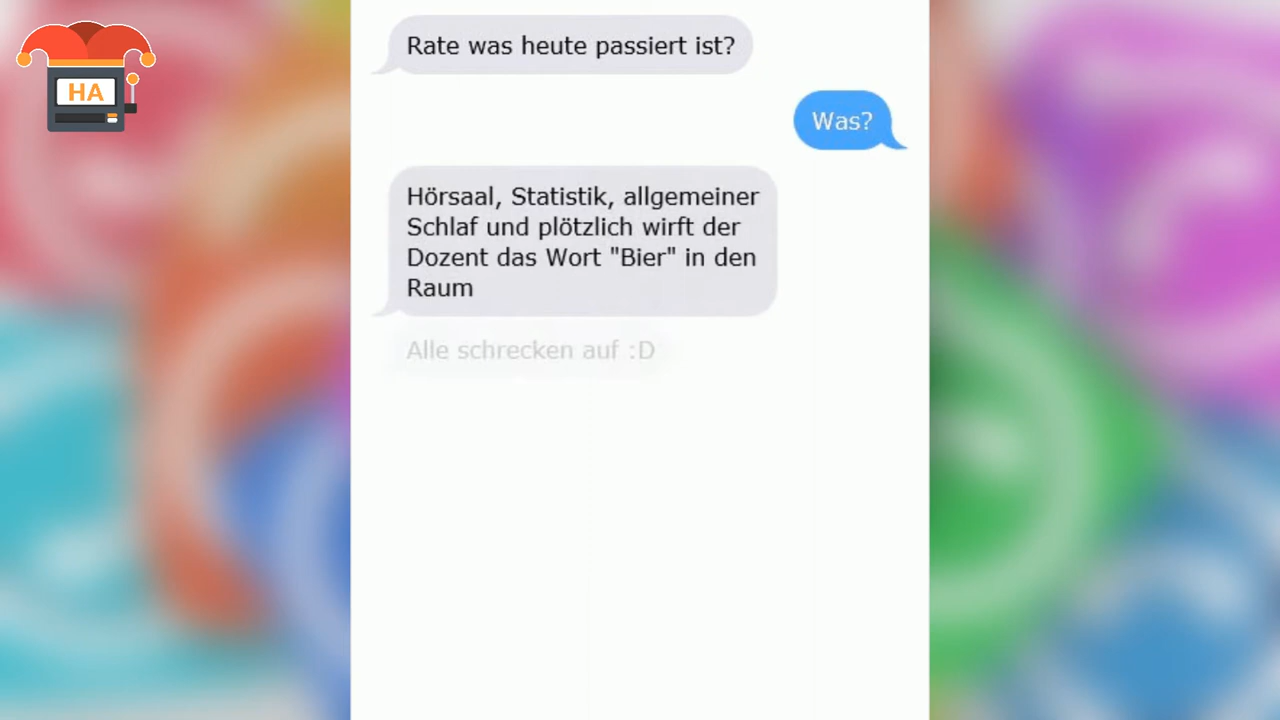 HA
Rate was heute passiert ist?
Was?
Hörsaal, Statistik, allgemeiner
Schlaf und plötzlich wirft der
Dozent das Wort "Bier" in den
Raum
Alle schrecken auf :D